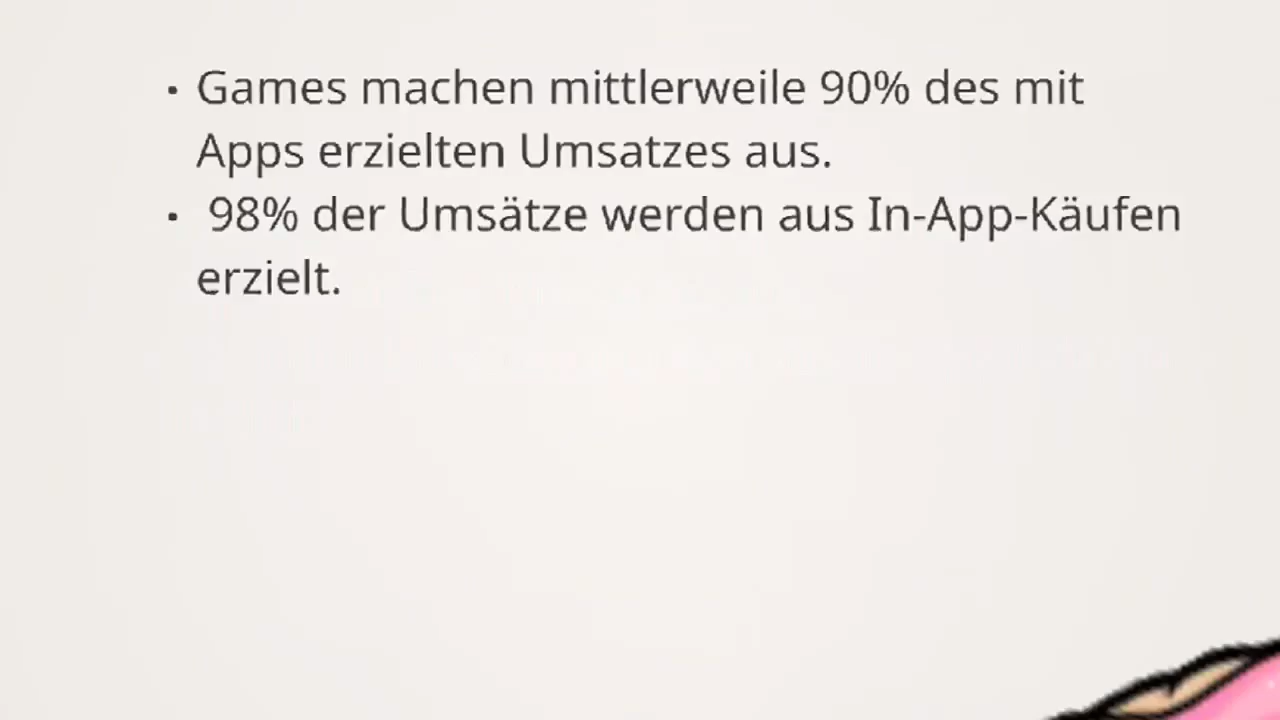 • Games machen mittlerweile 90% des mit
Apps erzielten Umsatzes aus.
• 98% der Umsätze werden aus In-App-Käufen
erzielt.